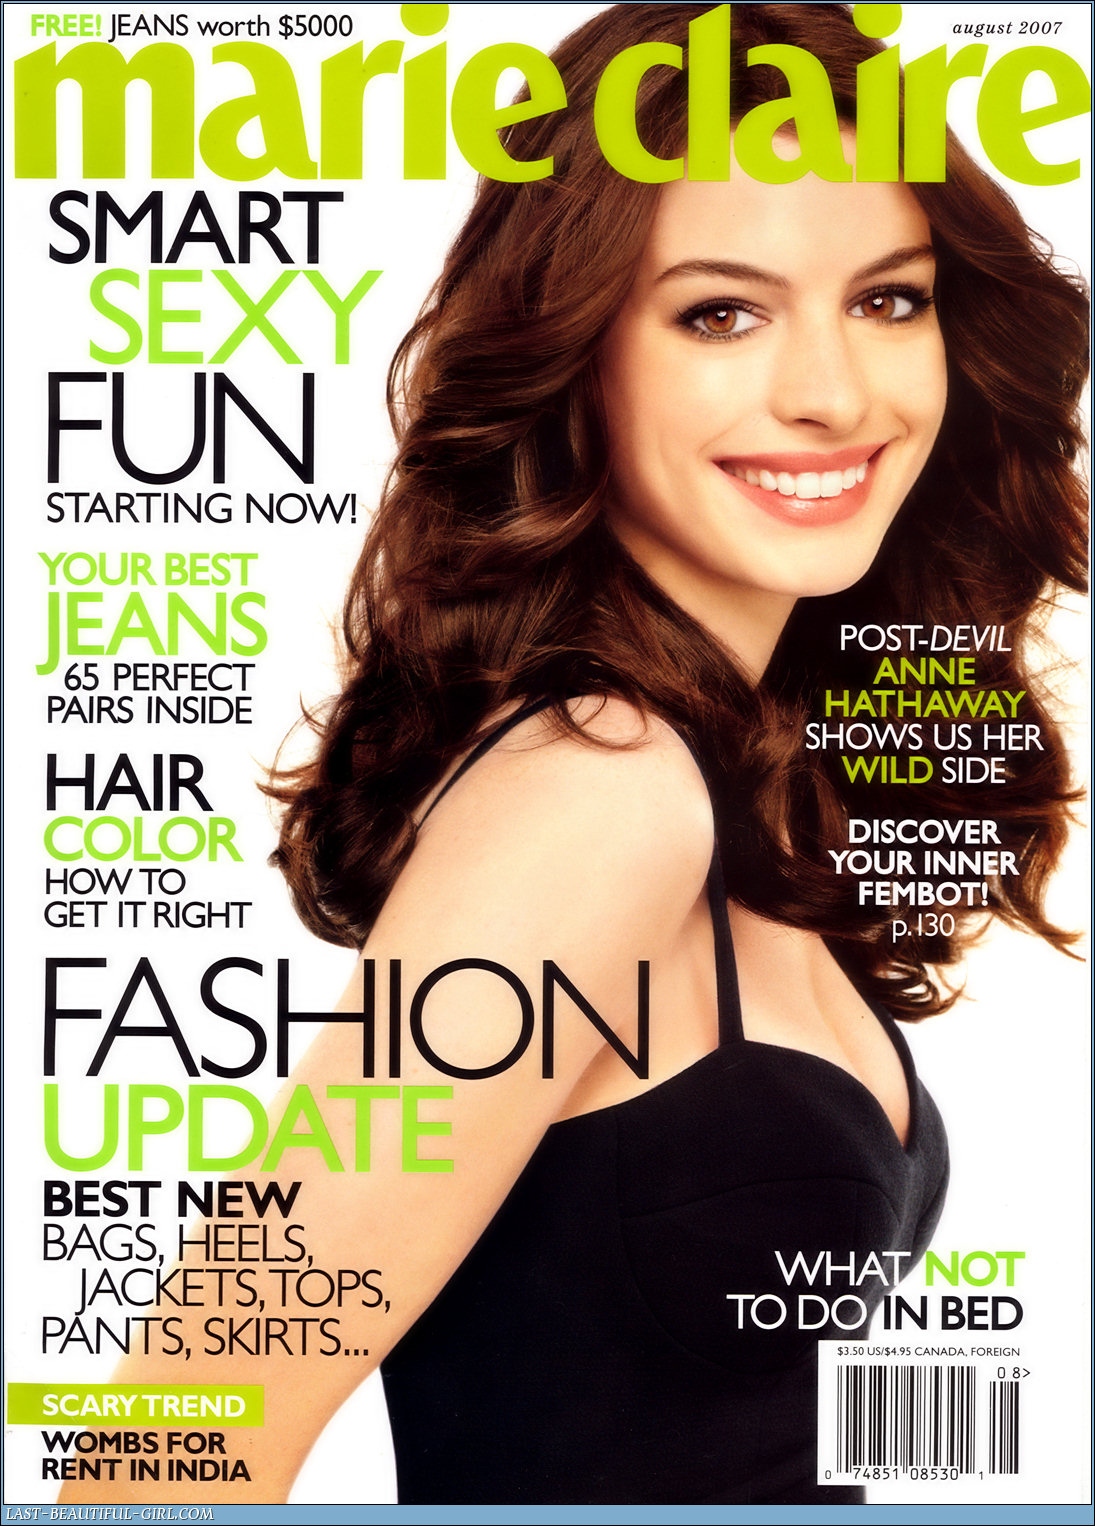 FREE! JEANS worth $5000
august 2007
marie claire
SMART
SEXY
FUN
STARTING NOW!
YOUR BEST
JEANS
65 PERFECT
PAIRS INSIDE
HAIR
COLOR
HOW TO
GET IT RIGHT
FASHION
UPDATE
BEST NEW
BAGS, HEELS,
JACKETS, TOPS,
PANTS, SKIRTS...
SCARY TREND
WOMBS FOR
RENT IN INDIA
POST-DEVIL
ANNE
HATHAWAY
SHOWS US HER
WILD SIDE
DISCOVER
YOUR INNER
FEMBOT!
p.130
WHAT NOT
TO DO IN BED
$3.50 US/$4.95 CANADA, FOREIGN
08>
0 74851 08530 1
LAST-BEAUTIFUL-GIRL.COM